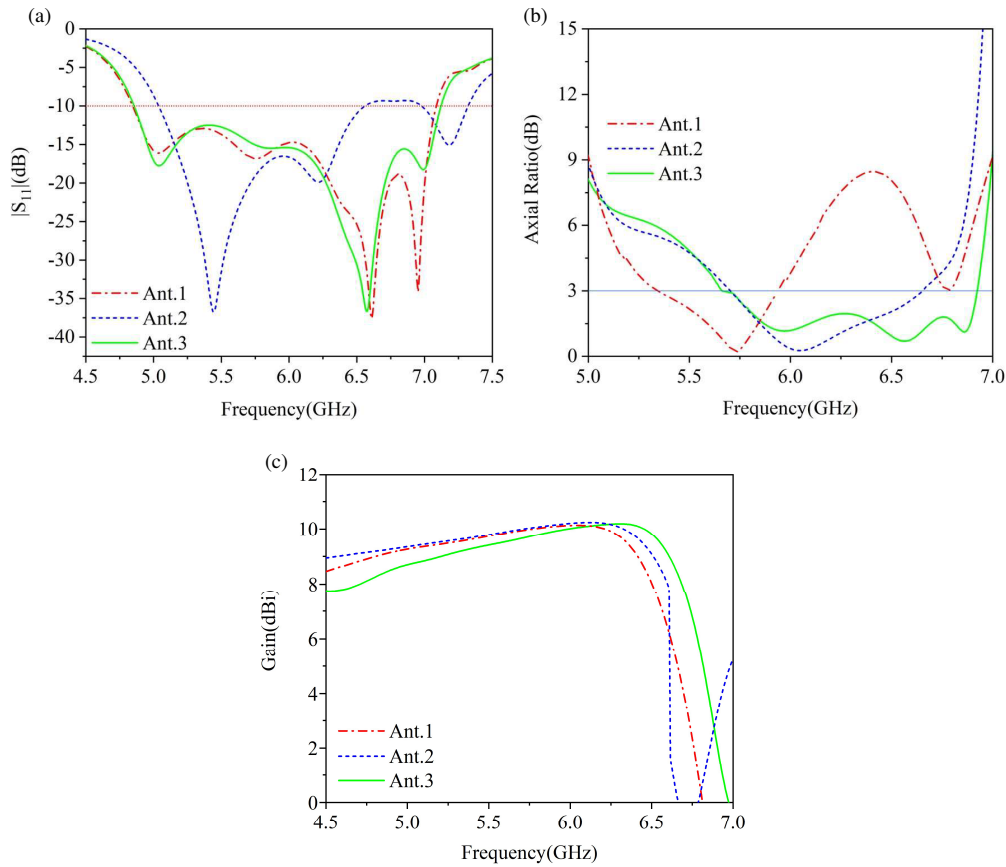 (a)
0
-5
-10
-15
-20
-25
-30
-35
-40
|S11|(dB)
Ant.1
Ant.2
Ant.3
4.5 5.0 5.5 6.0 6.5 7.0 7.5
Frequency(GHz)
(b)
15
12
9
6
3
0
Axial Ratio(dB)
Ant.1
Ant.2
Ant.3
5.0 5.5 6.0 6.5 7.0
Frequency(GHz)
(c)
12
10
8
6
4
2
0
Gain(dBi)
Ant.1
Ant.2
Ant.3
4.5 5.0 5.5 6.0 6.5 7.0
Frequency(GHz)